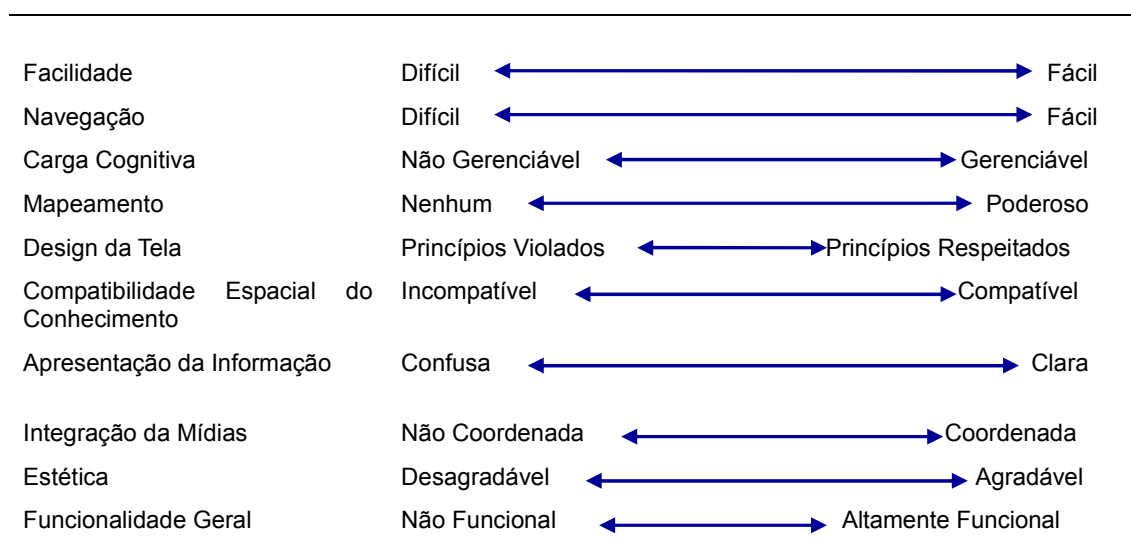 Facilidade Difícil Fácil
Navegação Difícil Fácil
Carga Cognitiva Não Gerenciável Gerenciável
Mapeamento Nenhum Poderoso
Design da Tela Princípios Violados Princípios Respeitados
Compatibilidade Espacial do Incompatível Compatível
Conhecimento
Apresentação da Informação Confusa Clara
Integração da Mídias Não Coordenada Coordenada
Estética Desagradável Agradável
Funcionalidade Geral Não Funcional Altamente Funcional